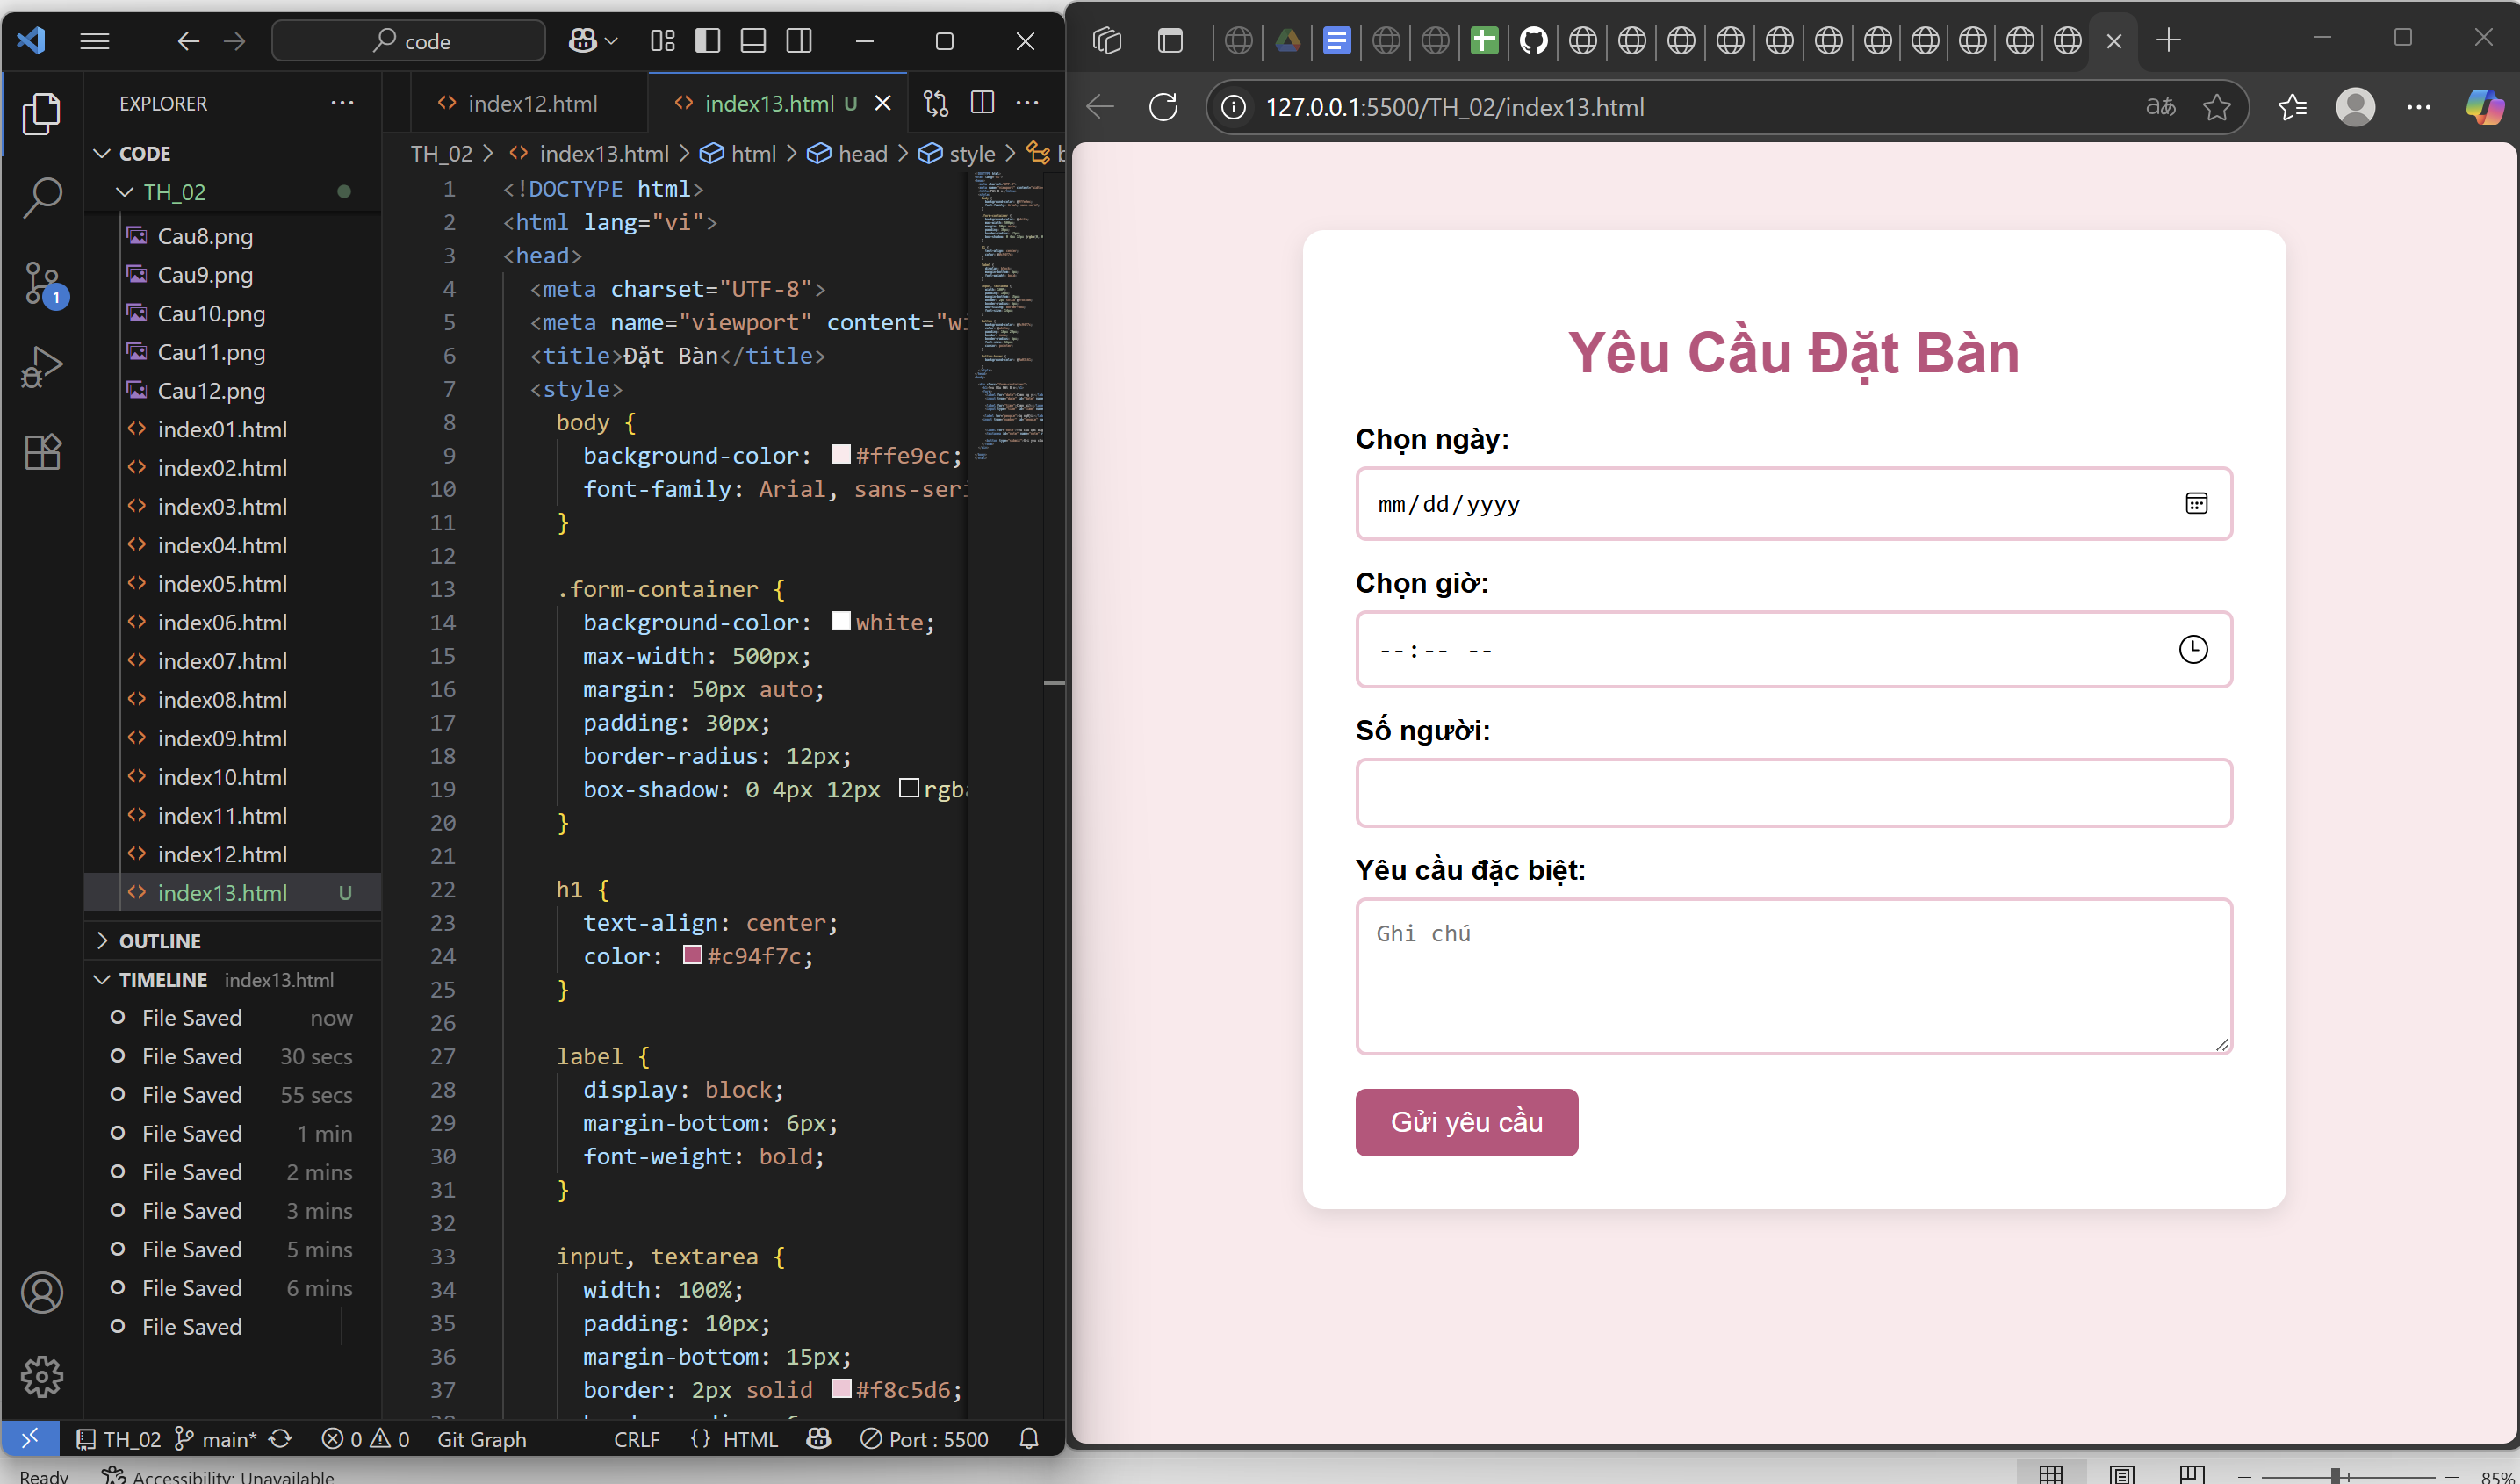 code
EXPLORER
CODE
TH_02
Cau8.png
Cau9.png
Cau10.png
Cau11.png
Cau12.png
index01.html
index02.html
index03.html
index04.html
index05.html
index06.html
index07.html
index08.html
index09.html
index10.html
index11.html
index12.html
index13.html U
OUTLINE
TIMELINE index13.html
File Saved now
File Saved 30 secs
File Saved 55 secs
File Saved 1 min
File Saved 2 mins
File Saved 3 mins
File Saved 5 mins
File Saved 6 mins
File Saved
1
index12.html
index13.html U
TH_02 > index13.html > html > head > style >
1 <!DOCTYPE html>
2 <html lang="vi">
3 <head>
4 <meta charset="UTF-8">
5 <meta name="viewport" content="wi
6 <title>Đặt Bàn</title>
7 <style>
8 body {
9 background-color: #ffe9ec;
10 font-family: Arial, sans-seri
11 }
12
13 .form-container {
14 background-color: white;
15 max-width: 500px;
16 margin: 50px auto;
17 padding: 30px;
18 border-radius: 12px;
19 box-shadow: 0 4px 12px rgba
20 }
21
22 h1 {
23 text-align: center;
24 color: #c94f7c;
25 }
26
27 label {
28 display: block;
29 margin-bottom: 6px;
30 font-weight: bold;
31 }
32
33 input, textarea {
34 width: 100%;
35 padding: 10px;
36 margin-bottom: 15px;
37 border: 2px solid #f8c5d6;
TH_02 main* 0 0 Git Graph CRLF {} HTML Port : 5500
Ready Accessibility: Unavailable
85%
127.0.0.1:5500/TH_02/index13.html
Yêu Cầu Đặt Bàn
Chọn ngày:
mm/dd/yyyy
Chọn giờ:
--:-- --
Số người:
Yêu cầu đặc biệt:
Ghi chú
Gửi yêu cầu